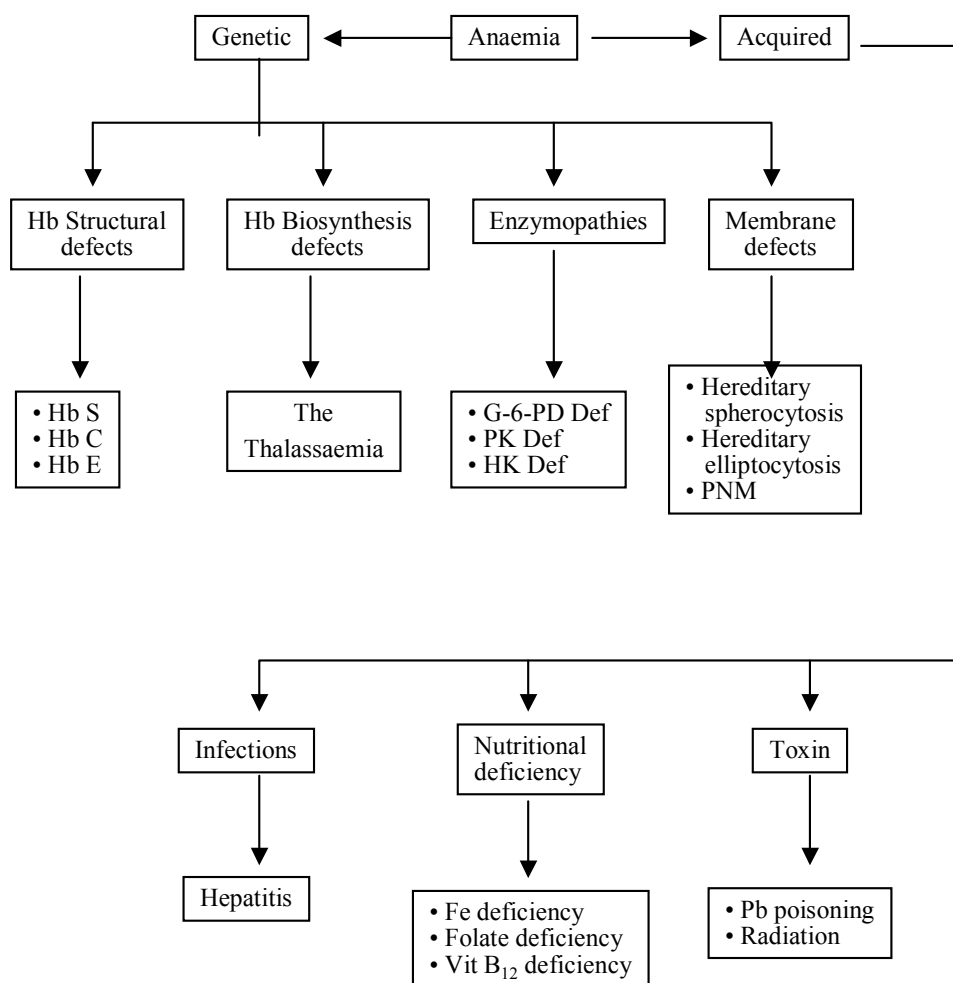 Genetic
Anaemia
Acquired
Hb Structural
defects
Hb Biosynthesis
defects
Enzymopathies
Membrane
defects
• Hb S
• Hb C
• Hb E
The
Thalassaemia
• G-6-PD Def
• PK Def
• HK Def
• Hereditary
spherocytosis
• Hereditary
elliptocytosis
• PNM
Infections
Nutritional
deficiency
Toxin
Hepatitis
• Fe deficiency
• Folate deficiency
• Vit B₁₂ deficiency
• Pb poisoning
• Radiation